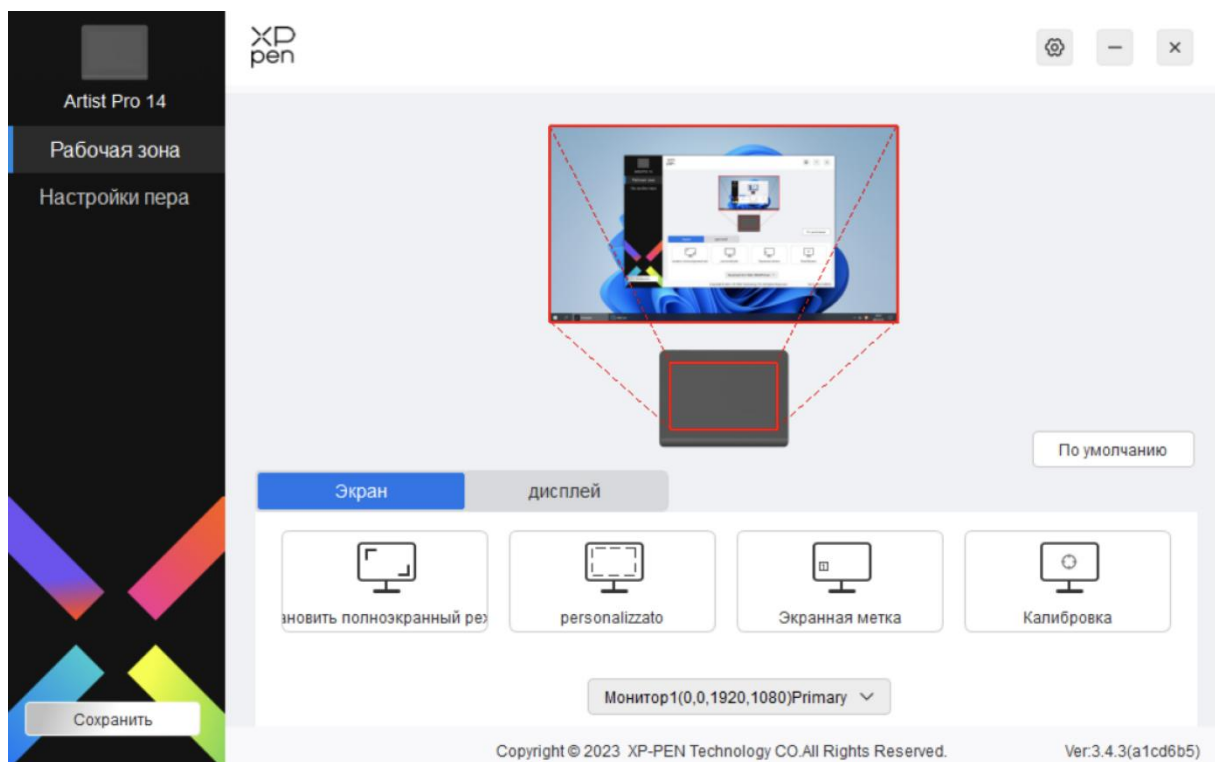 XP
pen
Artist Pro 14
Рабочая зона
Настройки пера
По умолчанию
Экран
дисплей
ановить полноэкранный реж
personalizzato
Экранная метка
Калибровка
Монитор1(0,0,1920,1080)Primary
Сохранить
Copyright © 2023 XP-PEN Technology CO.All Rights Reserved.
Ver:3.4.3(a1cd6b5)